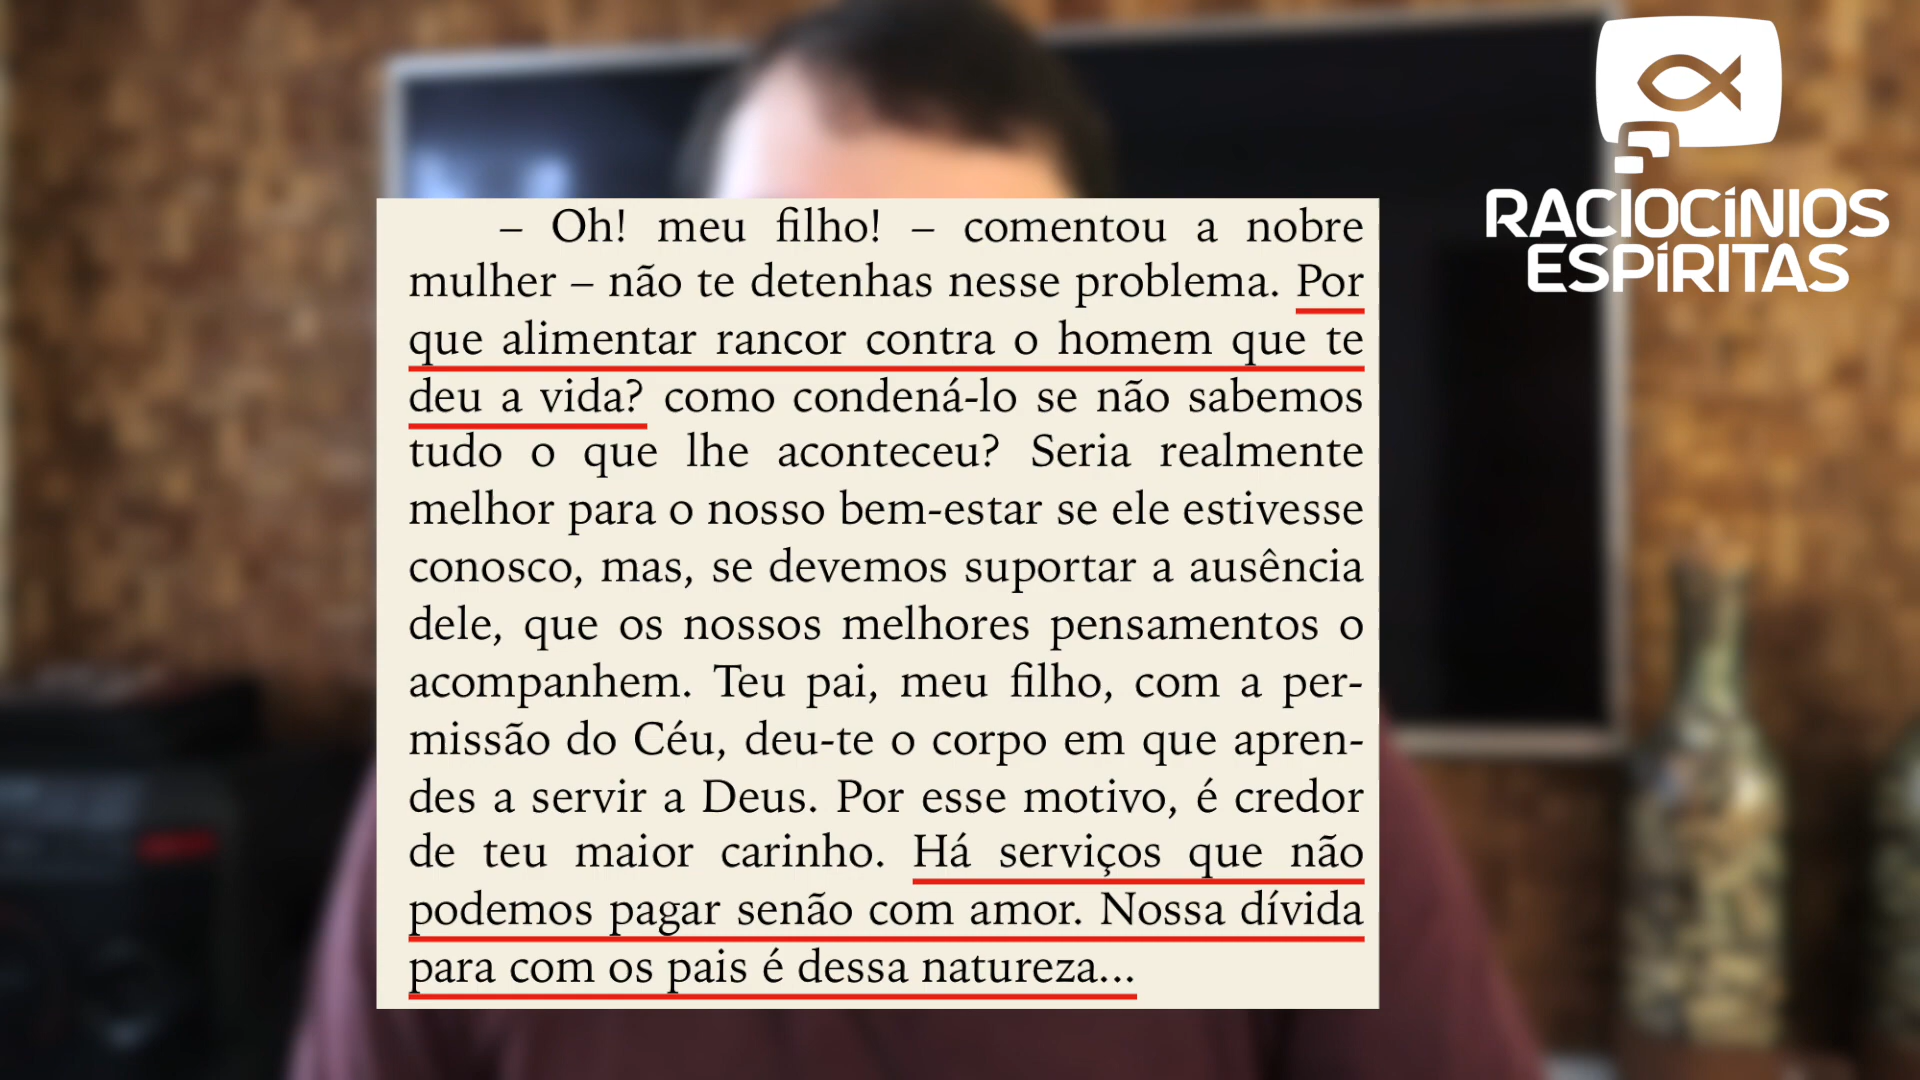 RACIOCÍNIOS
ESPÍRITAS
– Oh! meu filho! – comentou a nobre
mulher – não te detenhas nesse problema. Por
que alimentar rancor contra o homem que te
deu a vida? como condená-lo se não sabemos
tudo o que lhe aconteceu? Seria realmente
melhor para o nosso bem-estar se ele estivesse
conosco, mas, se devemos suportar a ausência
dele, que os nossos melhores pensamentos o
acompanhem. Teu pai, meu filho, com a per-
missão do Céu, deu-te o corpo em que apren-
des a servir a Deus. Por esse motivo, é credor
de teu maior carinho. Há serviços que não
podemos pagar senão com amor. Nossa dívida
para com os pais é dessa natureza...